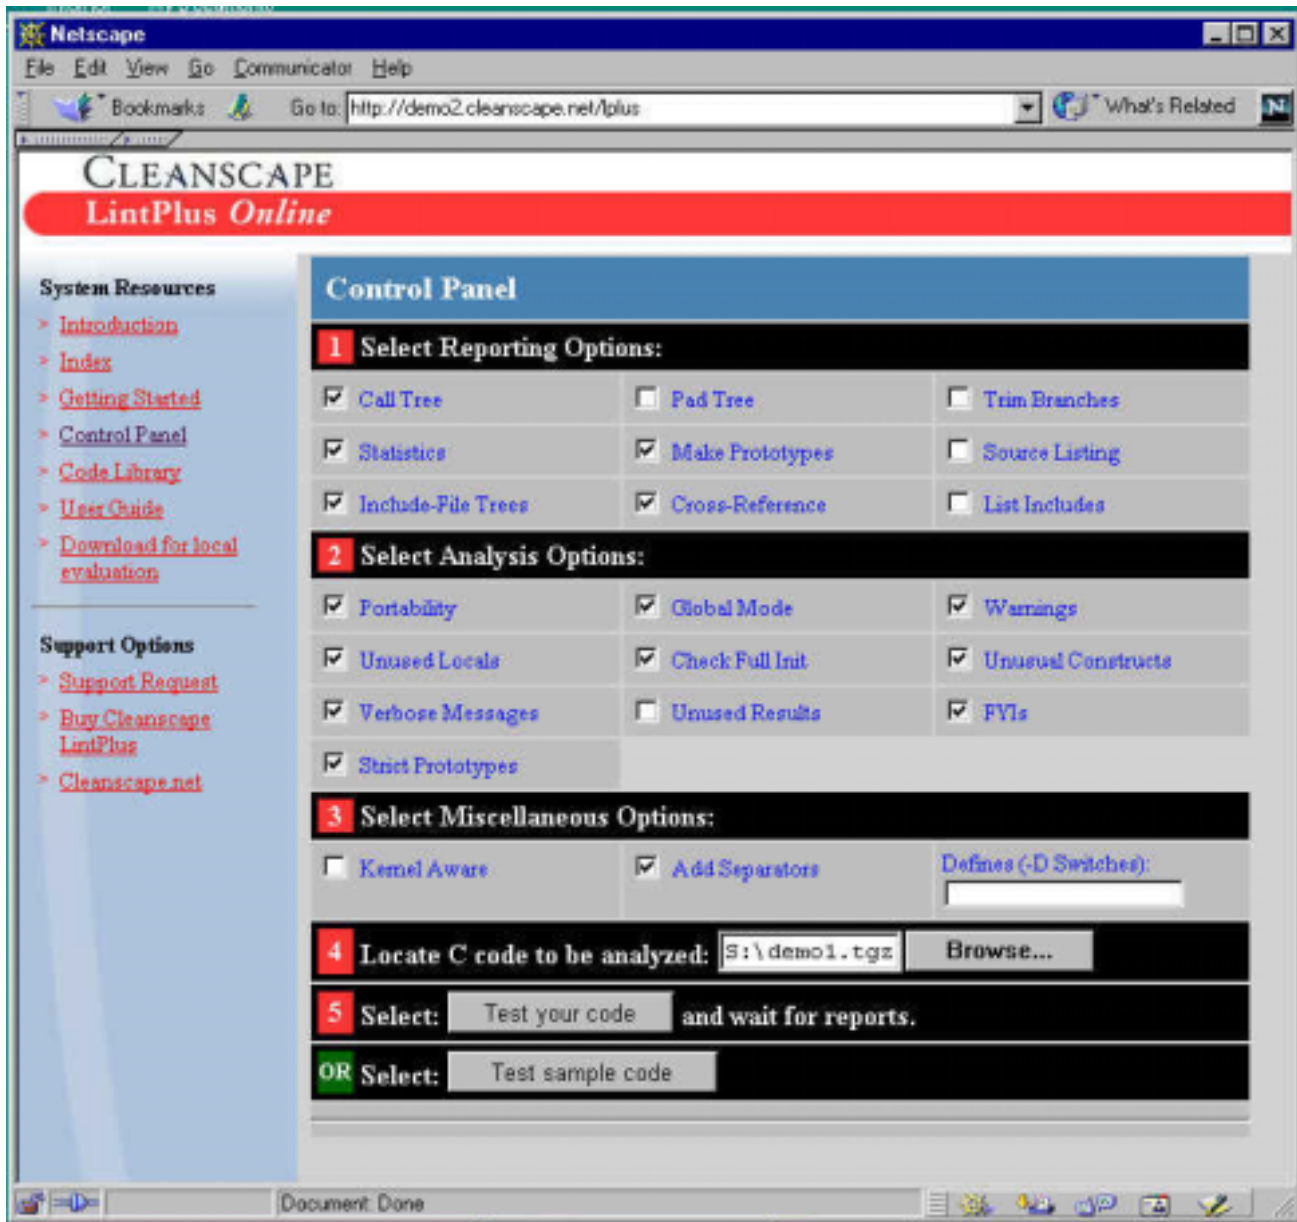 Netscape
File Edit View Go Communicator Help
Bookmarks Go to: http://demo2.cleanscape.net/lplus What's Related N
CLEANSCAPE
LintPlus Online
System Resources
> Introduction
> Index
> Getting Started
> Control Panel
> Code Library
> User Guide
> Download for local
evaluation
Support Options
> Support Request
> Buy Cleanscape
LintPlus
> Cleanscape.net
Control Panel
1 Select Reporting Options:
Call Tree Pad Tree Trim Branches
Statistics Make Prototypes Source Listing
Include-File Trees Cross-Reference List Includes
2 Select Analysis Options:
Portability Global Mode Warnings
Unused Locals Check Full Init Unusual Constructs
Verbose Messages Unused Results FYIs
Strict Prototypes
3 Select Miscellaneous Options:
Kernel Aware Add Separators Defines (-D Switches):
4 Locate C code to be analyzed: S:\demo1.tgz Browse...
5 Select: Test your code and wait for reports.
OR Select: Test sample code
Document: Done